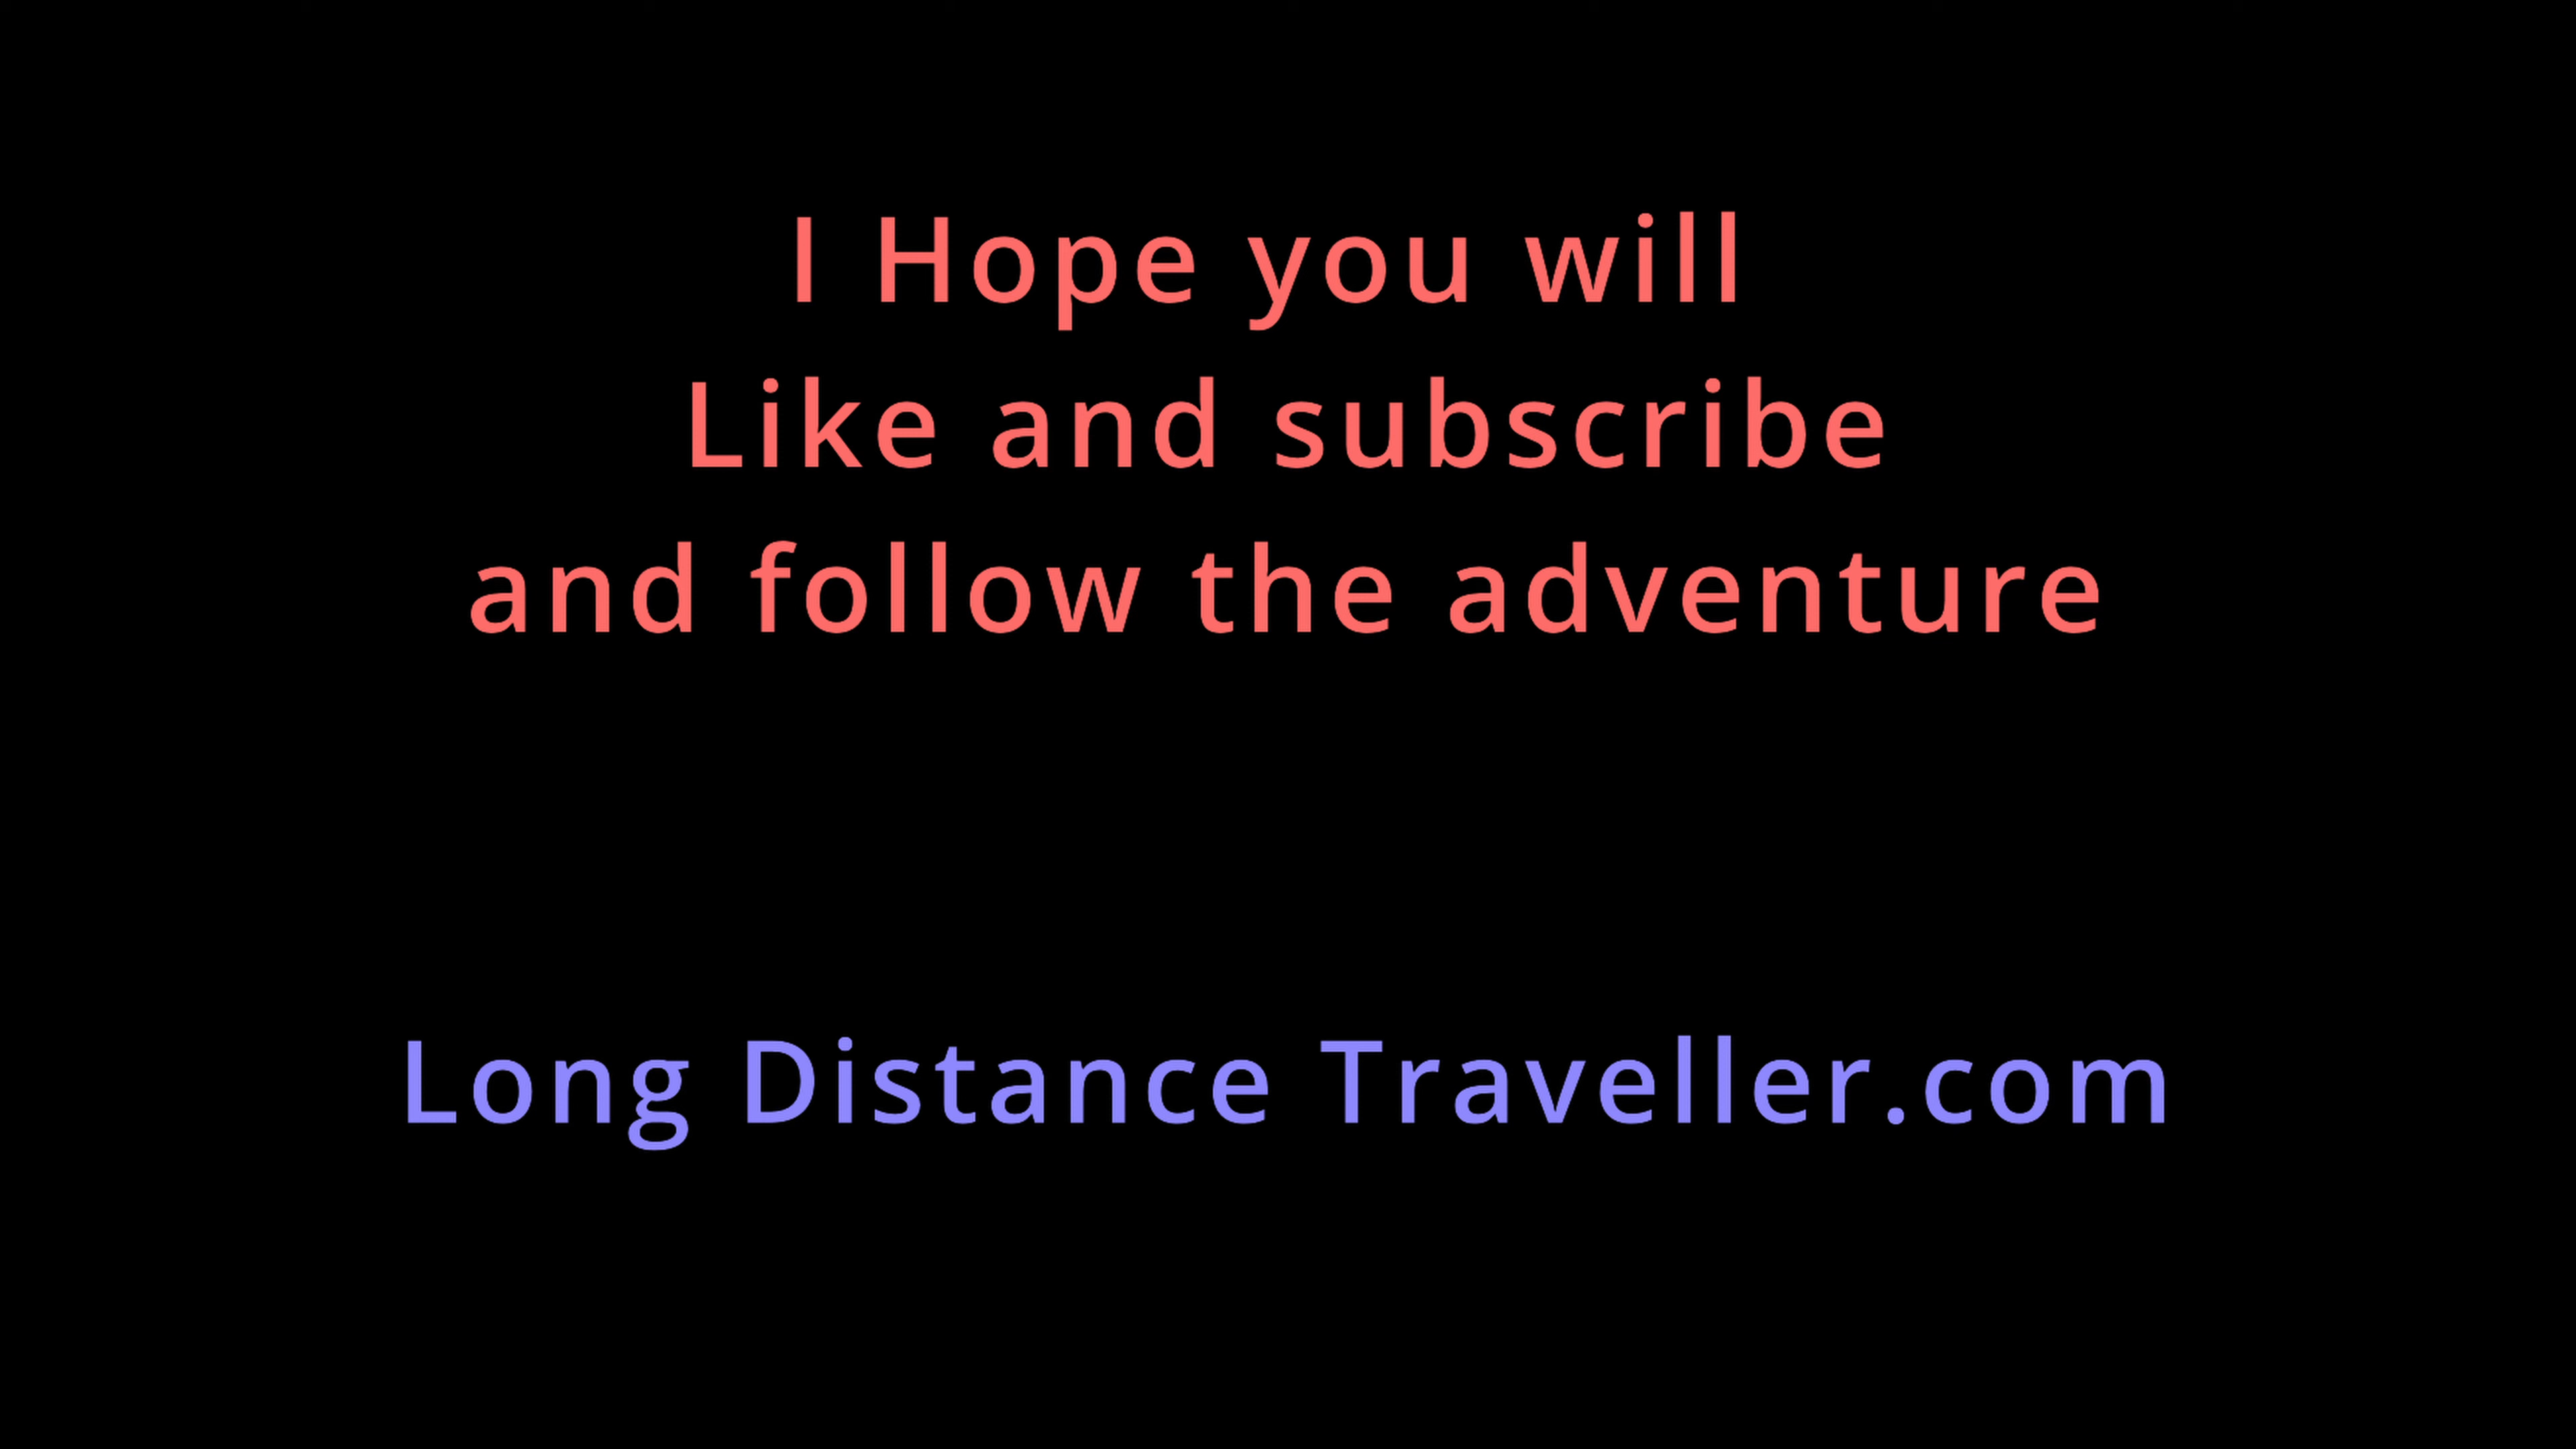 I Hope you will
Like and subscribe
and follow the adventure
Long Distance Traveller.com